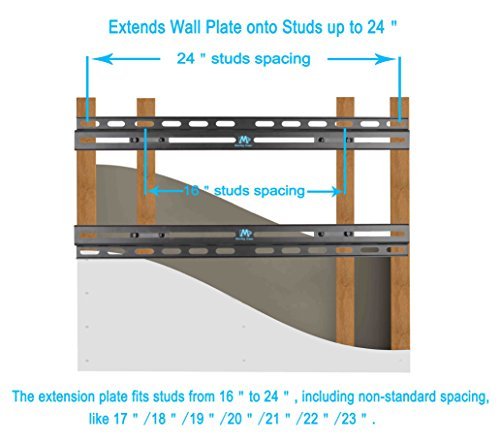 Extends Wall Plate onto Studs up to 24 "
24 " studs spacing
16 " studs spacing
The extension plate fits studs from 16 " to 24 " , including non-standard spacing,
like 17 " /18 " /19 " /20 " /21 " /22 " /23 " .